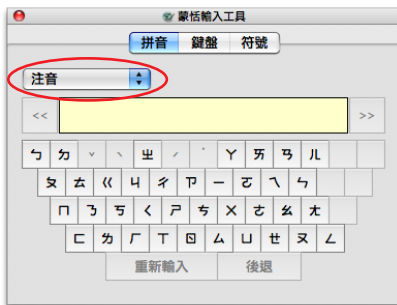 蒙恬輸入工具
拼音 鍵盤 符號
注音
<< >>
ㄅ ㄉ ˇ ˋ ㄓ ˊ ˙ ㄚ ㄞ ㄢ ㄦ
ㄆ ㄊ ㄍ ㄐ ㄔ ㄗ ㄧ ㄛ ㄟ ㄣ
ㄇ ㄋ ㄎ ㄑ ㄕ ㄘ ㄨ ㄜ ㄠ ㄤ
ㄈ ㄌ ㄏ ㄒ ㄖ ㄙ ㄩ ㄝ ㄡ ㄥ
重新輸入 後退